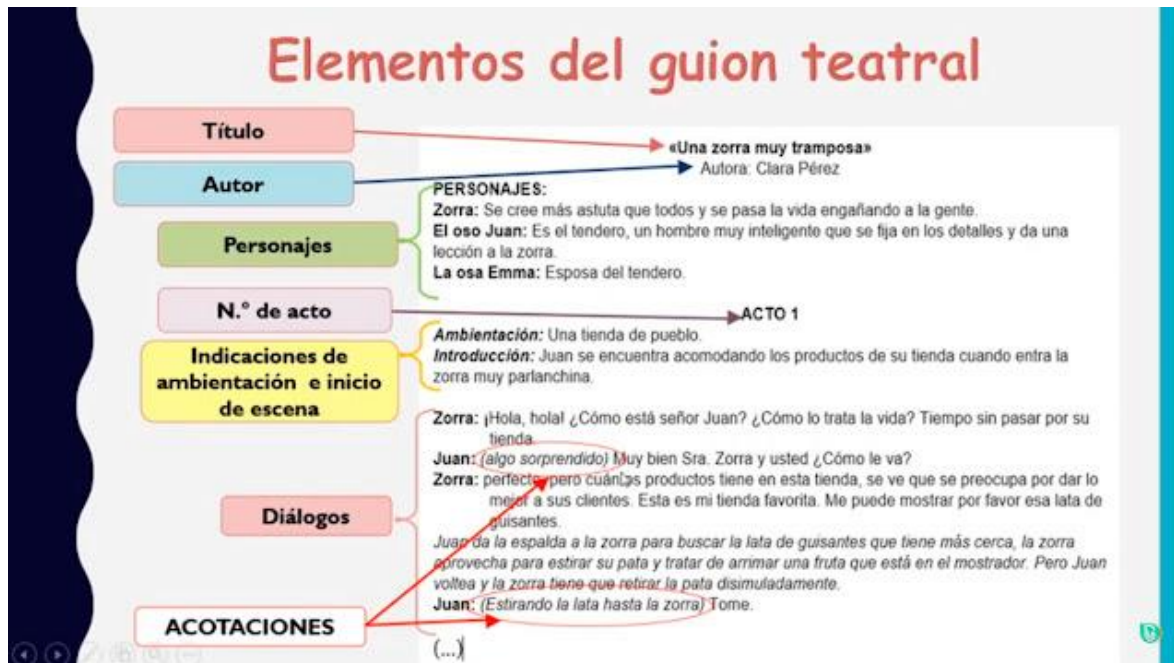 Elementos del guion teatral
Título
«Una zorra muy tramposa»
Autor
Autora: Clara Pérez
Personajes
PERSONAJES:
Zorra: Se cree más astuta que todos y se pasa la vida engañando a la gente.
El oso Juan: Es el tendero, un hombre muy inteligente que se fija en los detalles y da una
lección a la zorra.
La osa Emma: Esposa del tendero.
N.° de acto
ACTO 1
Indicaciones de
ambientación e inicio
de escena
Ambientación: Una tienda de pueblo.
Introducción: Juan se encuentra acomodando los productos de su tienda cuando entra la
zorra muy parlanchina.
Diálogos
Zorra: ¡Hola, hola! ¿Cómo está señor Juan? ¿Cómo lo trata la vida? Tiempo sin pasar por su
tienda.
Juan: (algo sorprendido) Muy bien Sra. Zorra y usted ¿Cómo le va?
Zorra: perfecto, pero cuántos productos tiene en esta tienda, se ve que se preocupa por dar lo
mejor a sus clientes. Esta es mi tienda favorita. Me puede mostrar por favor esa lata de
guisantes.
Juan da la espalda a la zorra para buscar la lata de guisantes que tiene más cerca, la zorra
aprovecha para estirar su pata y tratar de arrimar una fruta que está en el mostrador. Pero Juan
voltea y la zorra tiene que retirar la pata disimuladamente.
Juan: (Estirando la lata hasta la zorra) Tome.
(...)
ACOTACIONES